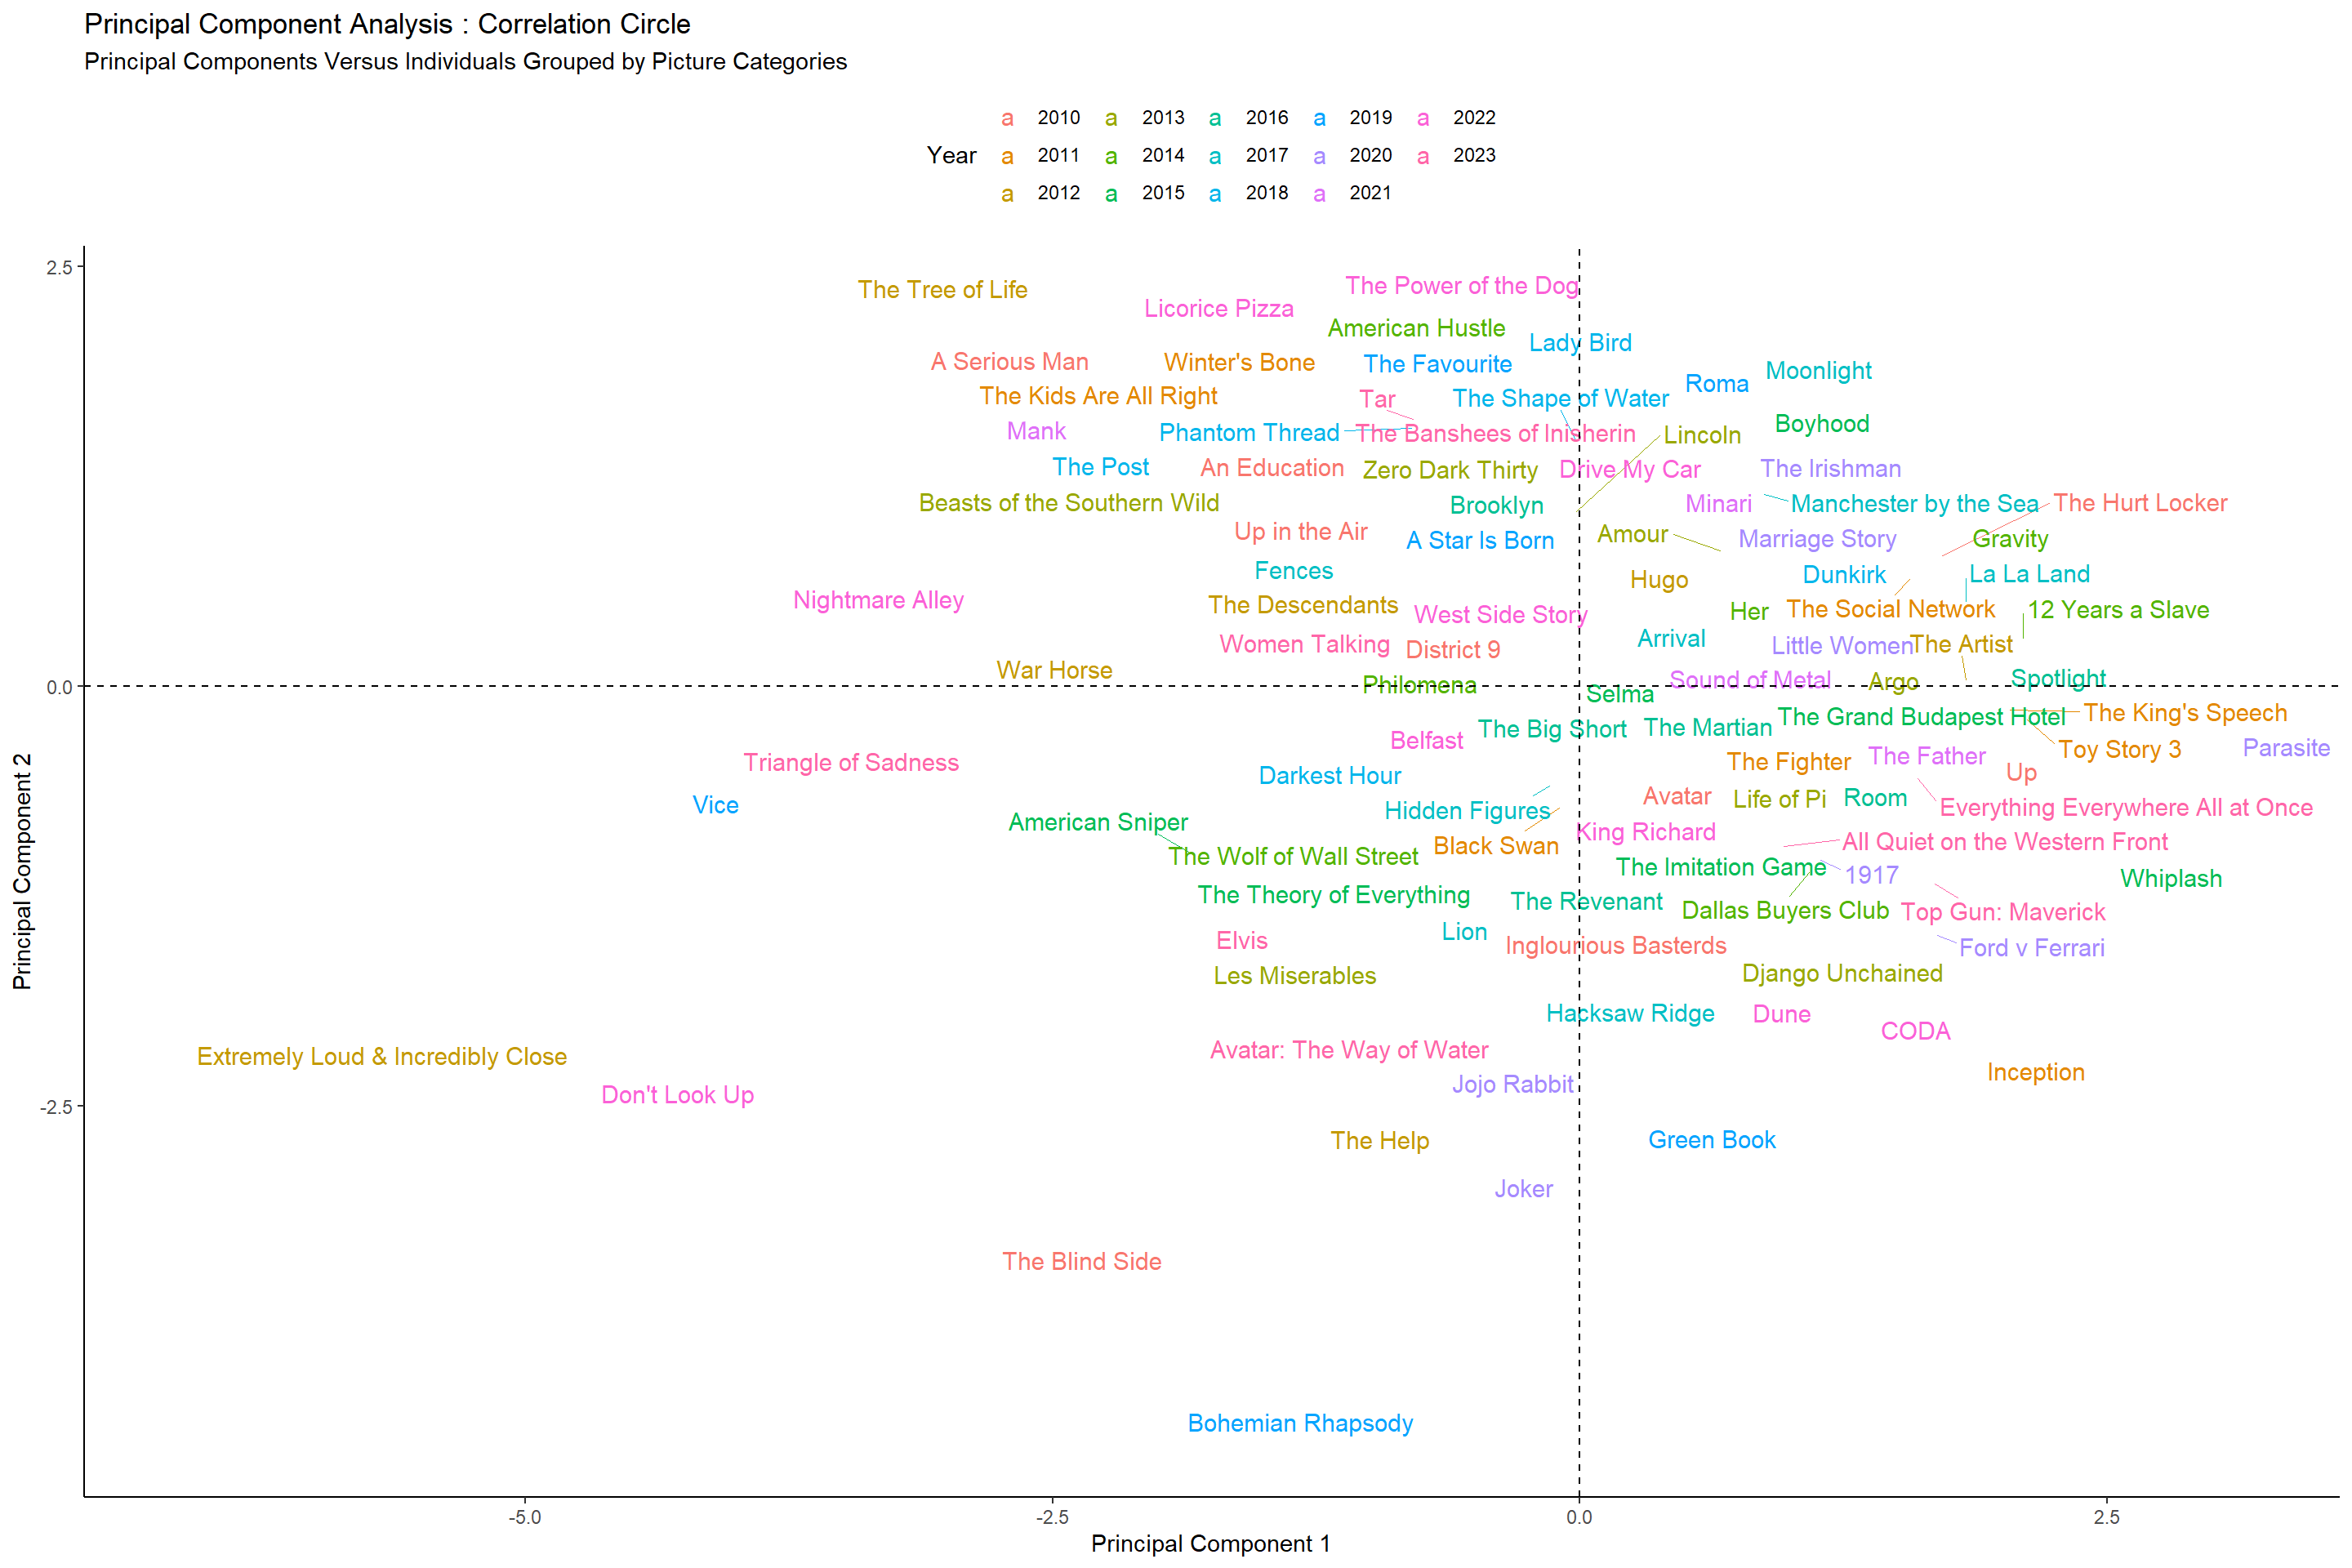 Principal Component Analysis : Correlation Circle
Principal Components Versus Individuals Grouped by Picture Categories
a 2010 a 2013 a 2016 a 2019 a 2022
Year a 2011 a 2014 a 2017 a 2020 a 2023
a 2012 a 2015 a 2018 a 2021
2.5
The Power of the Dog
The Tree of Life
Licorice Pizza
American Hustle
Lady Bird
A Serious Man
Winter's Bone
The Favourite
Moonlight
Roma
The Kids Are All Right
Tar
The Shape of Water
Boyhood
Mank
Phantom Thread
The Banshees of Inisherin
Lincoln
The Post
An Education
Zero Dark Thirty
Drive My Car
The Irishman
Beasts of the Southern Wild
Brooklyn
Minari
Manchester by the Sea
The Hurt Locker
Up in the Air
A Star Is Born
Amour
Marriage Story
Gravity
Fences
Hugo
Dunkirk
La La Land
Nightmare Alley
The Descendants
West Side Story
Her
The Social Network
12 Years a Slave
Women Talking
District 9
Arrival
Little Women
The Artist
War Horse
0.0
Philomena
Selma
Sound of Metal
Argo
Spotlight
The Big Short
The Martian
The Grand Budapest Hotel
The King's Speech
Belfast
Triangle of Sadness
The Fighter
The Father
Toy Story 3
Parasite
Darkest Hour
Up
Vice
Hidden Figures
Avatar
Life of Pi
Room
Everything Everywhere All at Once
American Sniper
Black Swan
King Richard
All Quiet on the Western Front
The Wolf of Wall Street
The Imitation Game
1917
Whiplash
The Theory of Everything
The Revenant
Dallas Buyers Club
Top Gun: Maverick
Elvis
Lion
Inglourious Basterds
Ford v Ferrari
Les Miserables
Django Unchained
Hacksaw Ridge
Dune
CODA
Extremely Loud & Incredibly Close
Avatar: The Way of Water
Inception
Don't Look Up
Jojo Rabbit
-2.5
The Help
Green Book
Joker
The Blind Side
Bohemian Rhapsody
Principal Component 2
-5.0 -2.5 0.0 2.5
Principal Component 1